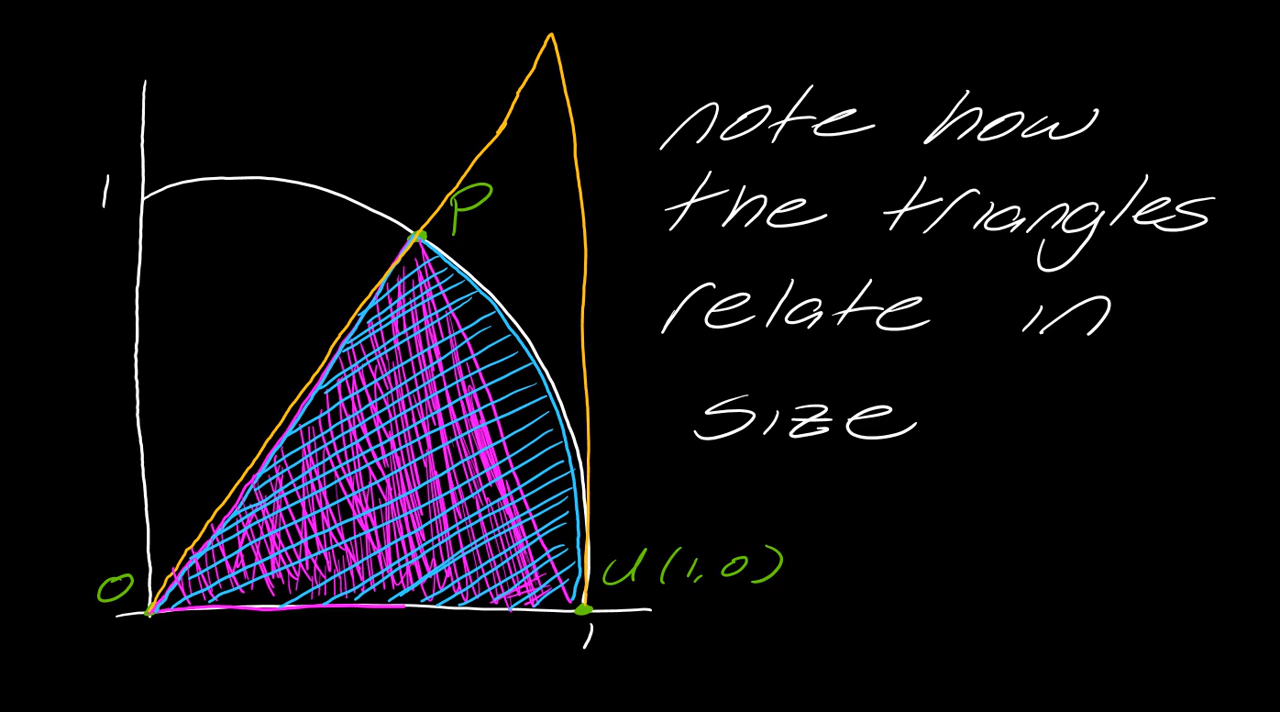 note how
1
P
the triangles
relate in
size
O
U(1,0)
1